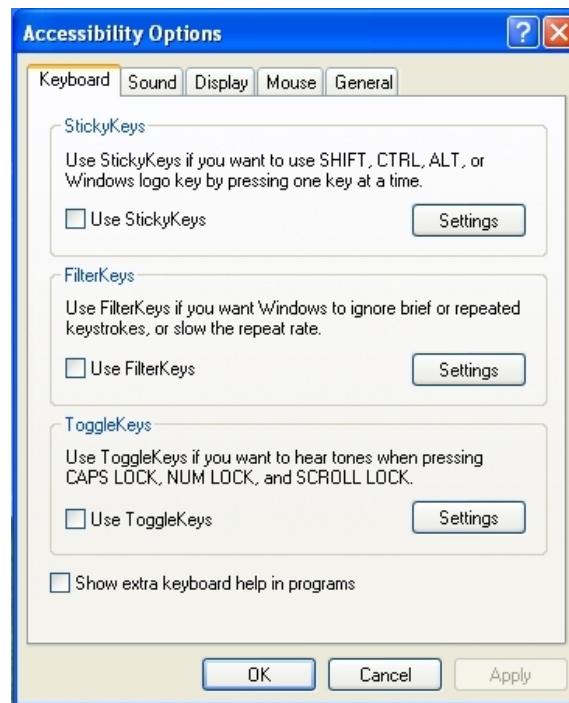 Accessibility Options
Keyboard Sound Display Mouse General
StickyKeys
Use StickyKeys if you want to use SHIFT, CTRL, ALT, or
Windows logo key by pressing one key at a time.
Use StickyKeys Settings
FilterKeys
Use FilterKeys if you want Windows to ignore brief or repeated
keystrokes, or slow the repeat rate.
Use FilterKeys Settings
ToggleKeys
Use ToggleKeys if you want to hear tones when pressing
CAPS LOCK, NUM LOCK, and SCROLL LOCK.
Use ToggleKeys Settings
Show extra keyboard help in programs
OK Cancel Apply